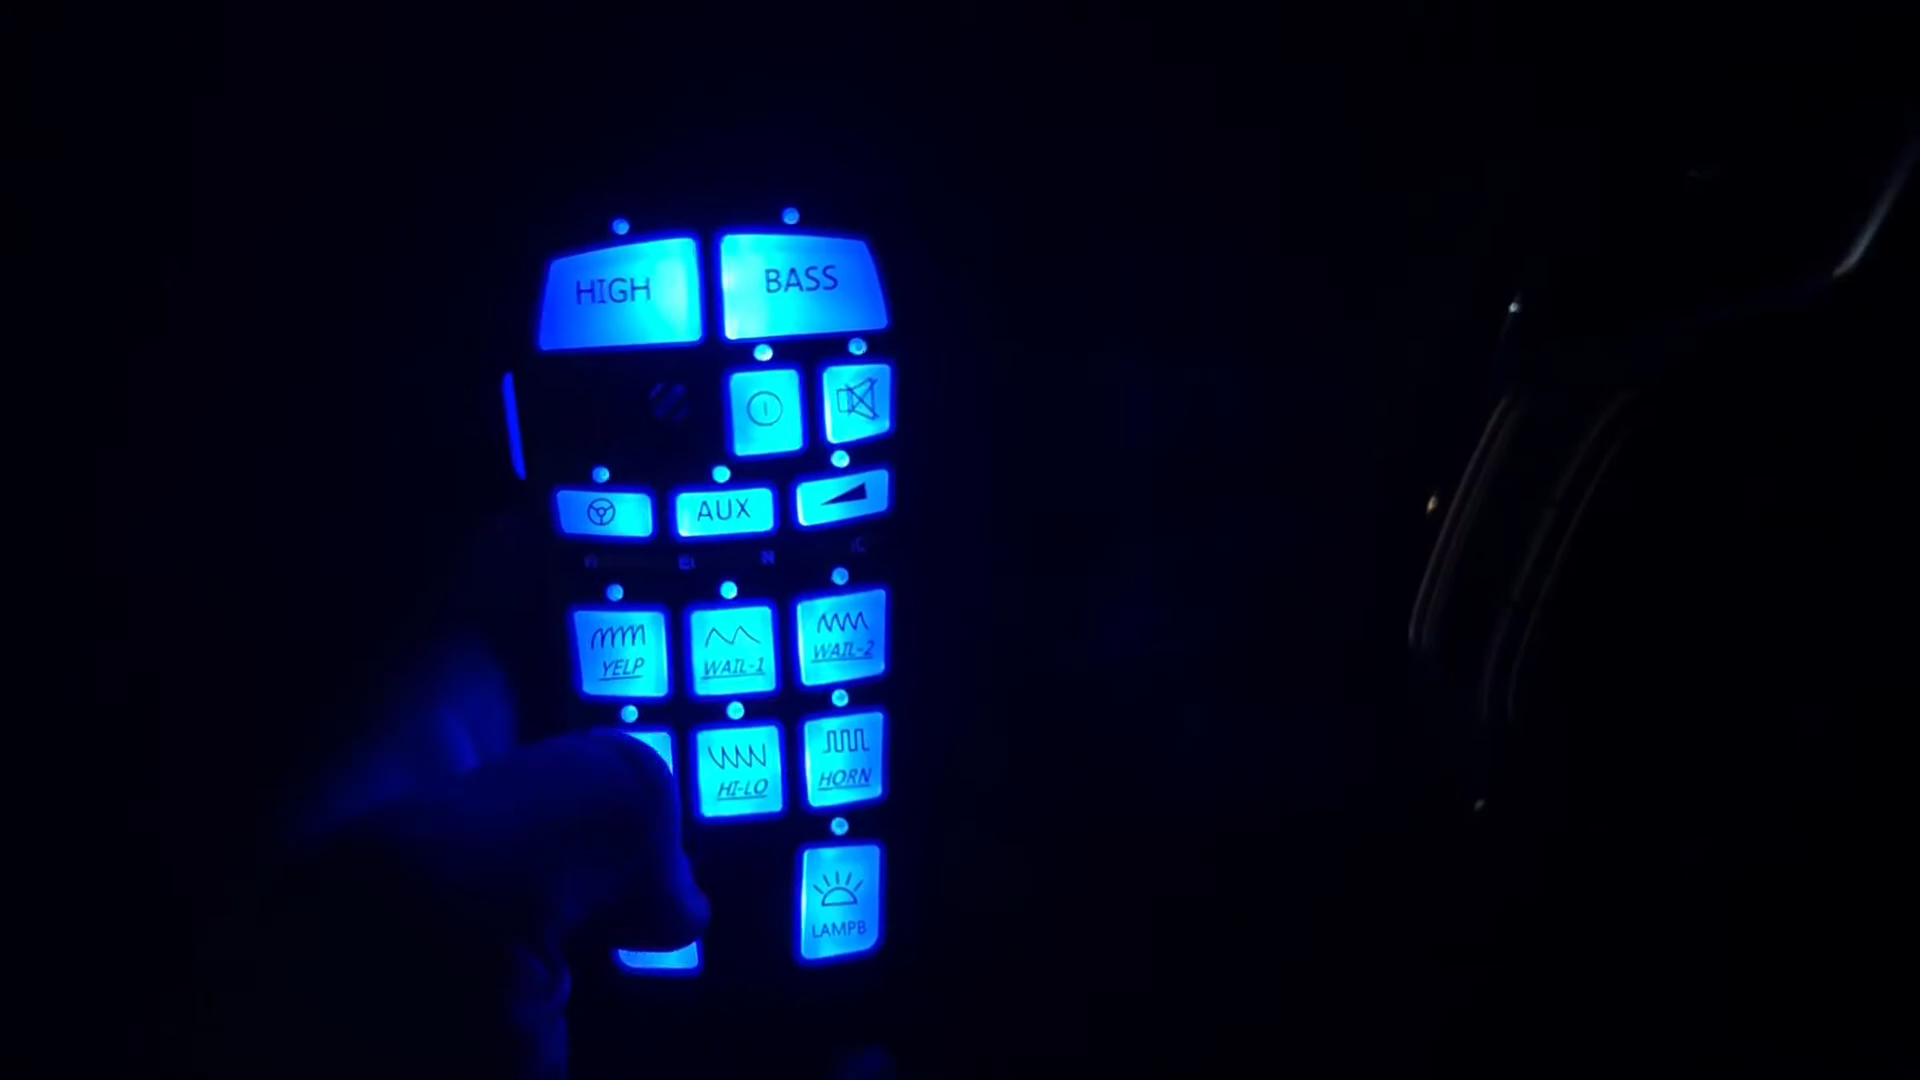 HIGH
BASS
AUX
YELP
WAIL-1
WAIL-2
HI-LO
HORN
LAMPB